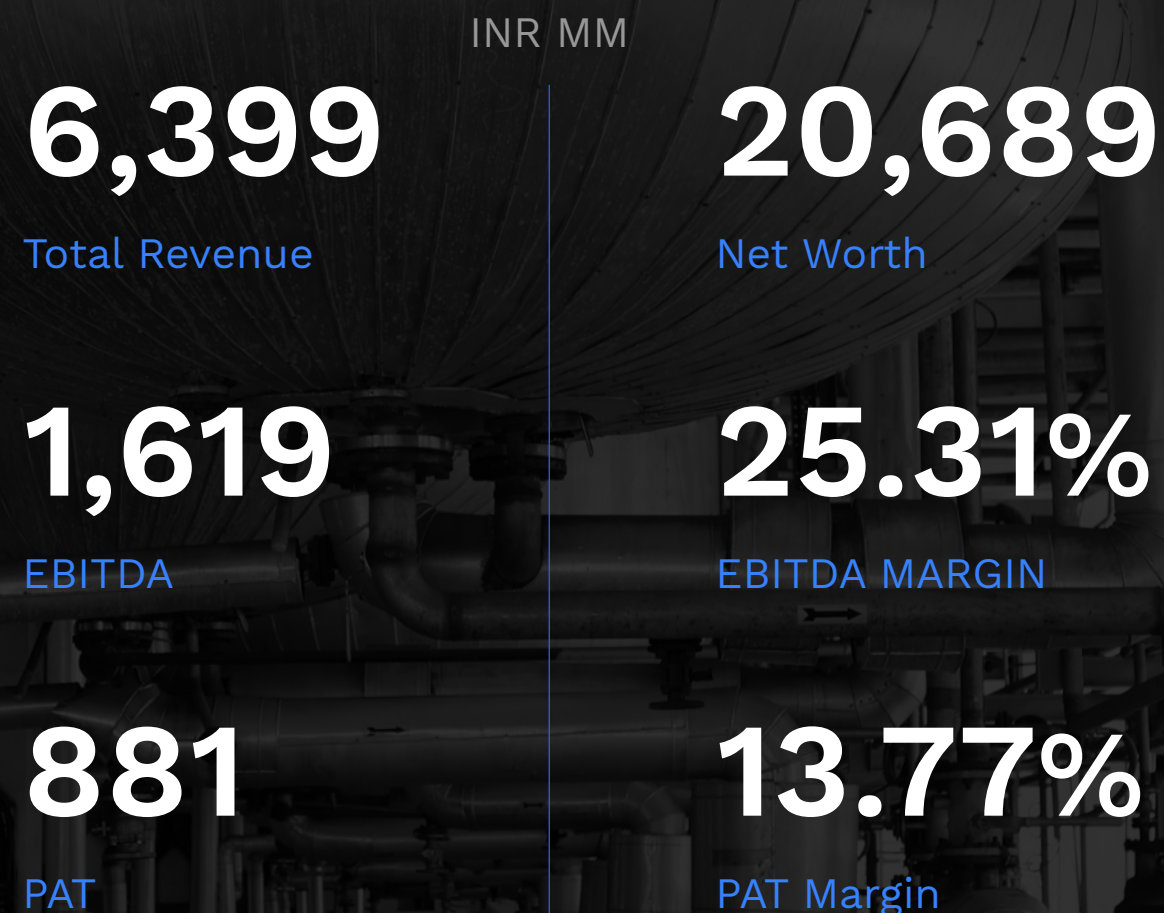 INR MM
6,399
20,689
Total Revenue
Net Worth
1,619
25.31%
EBITDA
EBITDA MARGIN
881
13.77%
PAT
PAT Margin